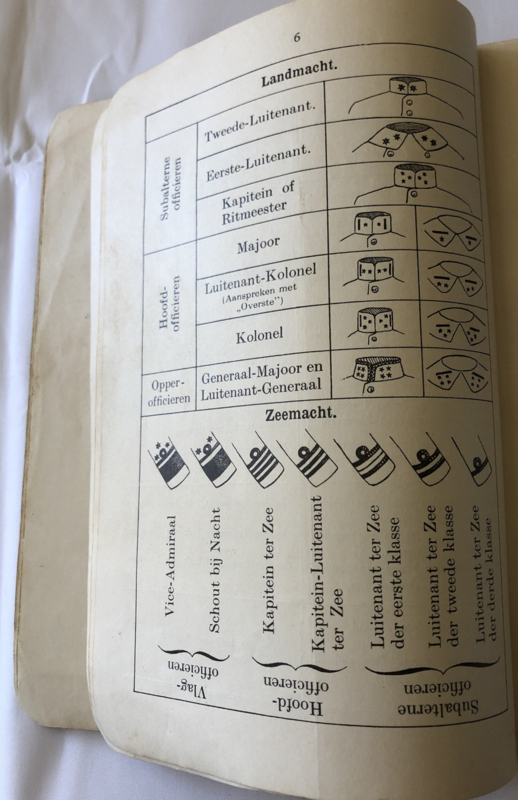 6
Landmacht.
Subalterne
officieren
Tweede-Luitenant.
Eerste-Luitenant.
Kapitein of
Ritmeester
Hoofd-
officieren
Majoor
Luitenant-Kolonel
(Aanspreken met
„Overste”)
Kolonel
Opper-
officieren
Generaal-Majoor en
Luitenant-Generaal
Zeemacht.
Vice-Admiraal
Schout bij Nacht
Kapitein ter Zee
Kapitein-Luitenant
ter Zee
Luitenant ter Zee
der eerste klasse
Luitenant ter Zee
der tweede klasse
Luitenant ter Zee
der derde klasse
Vlag-
officieren
Hoofd-
officieren
Subalterne
officieren